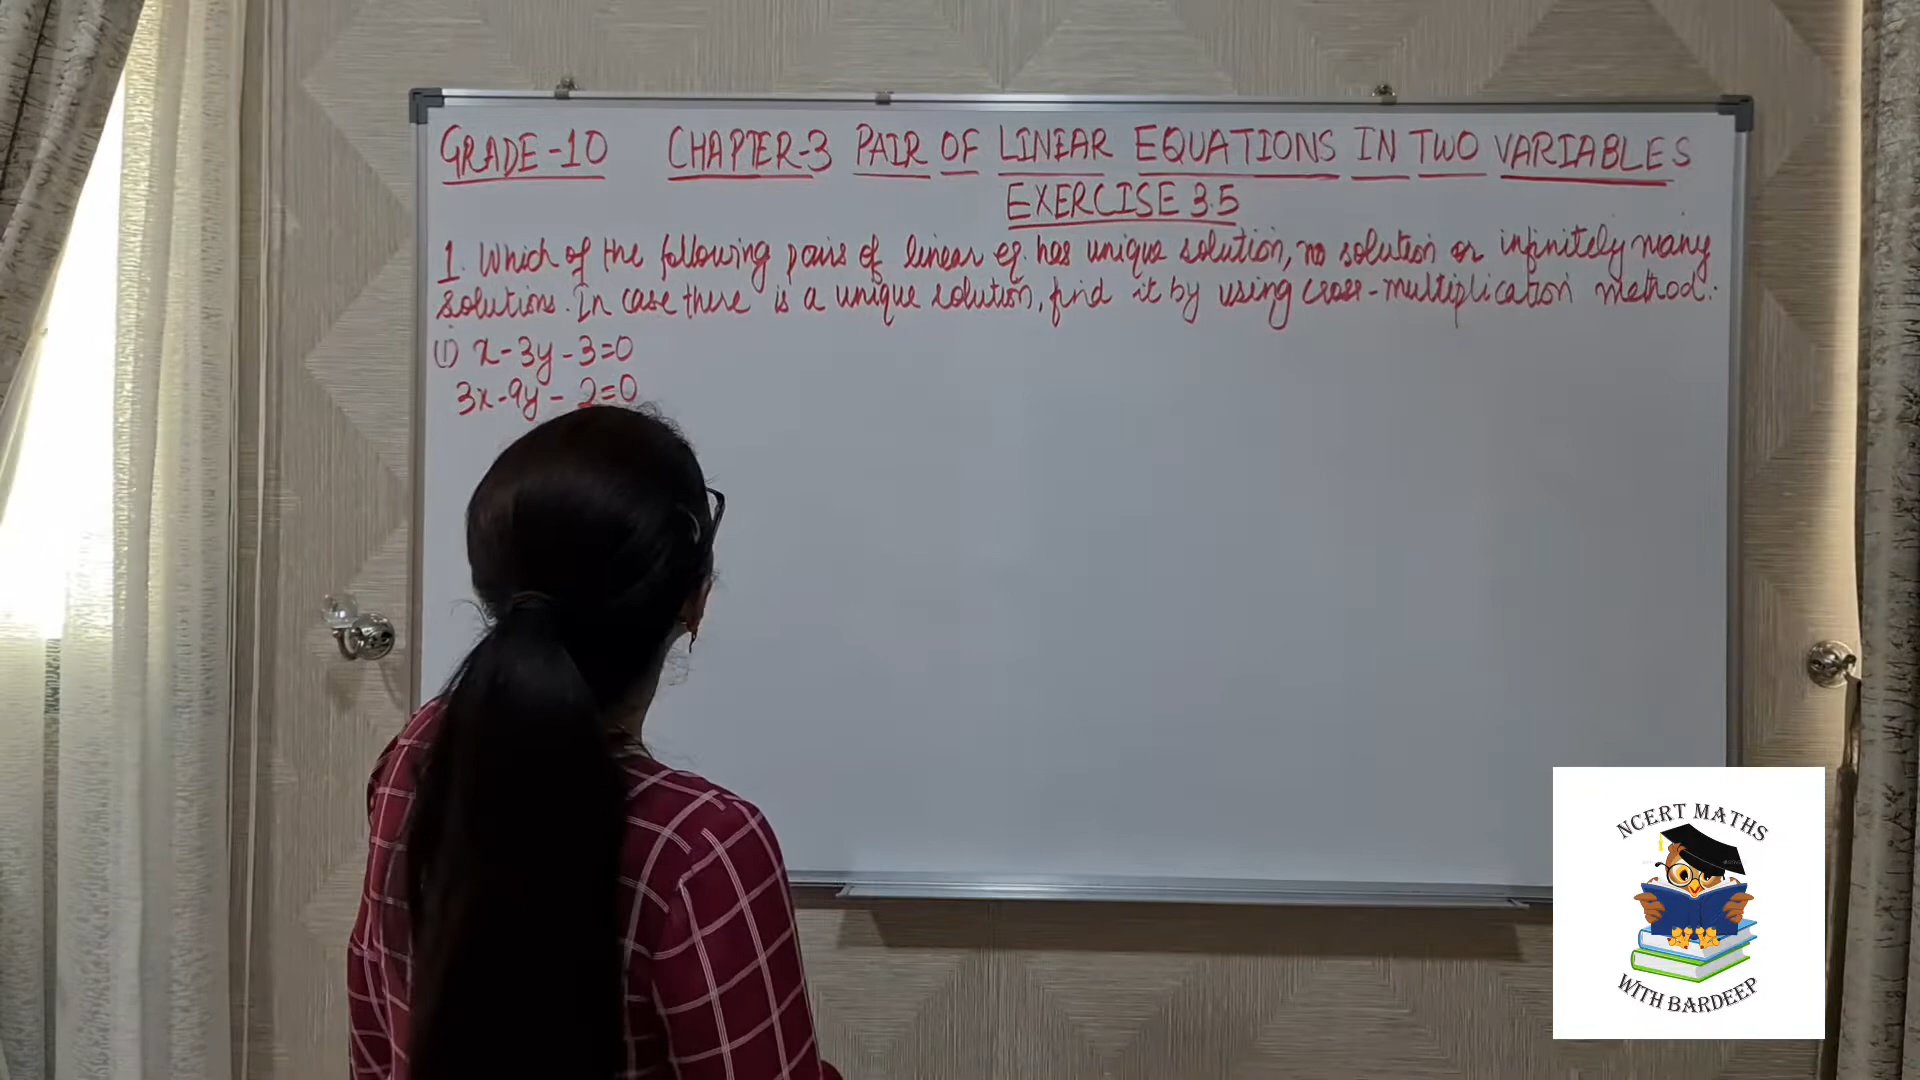 GRADE-10 CHAPTER-3 PAIR OF LINEAR EQUATIONS IN TWO VARIABLES
EXERCISE 3.5
1. Which of the following pairs of linear eq. has unique solution, no solution or infinitely many
solutions. In case there is a unique solution, find it by using cross-multiplication method.
(i) x-3y-3=0
3x-9y-2=0
NCERT MATHS
WITH BARDEEP